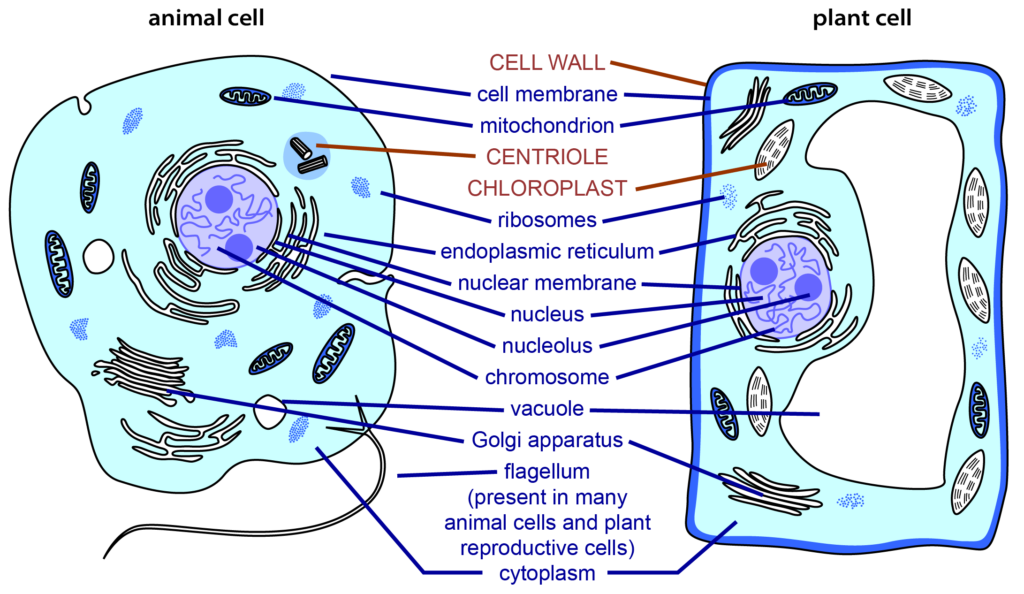 animal cell
plant cell
CELL WALL
cell membrane
mitochondrion
CENTRIOLE
CHLOROPLAST
ribosomes
endoplasmic reticulum
nuclear membrane
nucleus
nucleolus
chromosome
vacuole
Golgi apparatus
flagellum
(present in many
animal cells and plant
reproductive cells)
cytoplasm